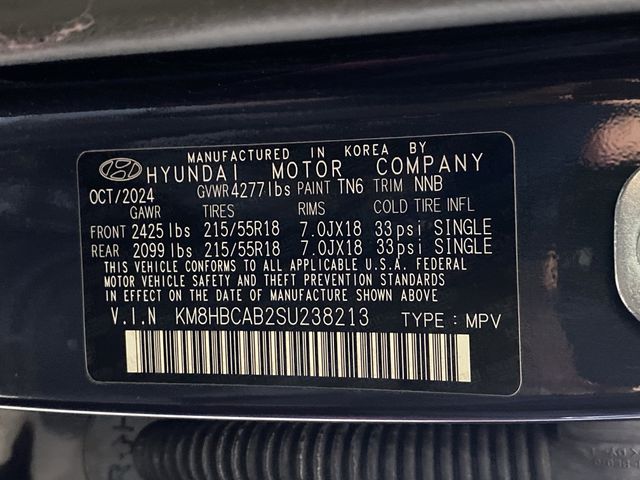 MANUFACTURED IN KOREA BY
HYUNDAI MOTOR COMPANY
OCT/2024 GVWR 4277lbs PAINT TN6 TRIM NNB
GAWR TIRES RIMS COLD TIRE INFL
FRONT 2425 lbs 215/55R18 7.0JX18 33psi SINGLE
REAR 2099 lbs 215/55R18 7.0JX18 33psi SINGLE
THIS VEHICLE CONFORMS TO ALL APPLICABLE U.S.A. FEDERAL
MOTOR VEHICLE SAFETY AND THEFT PREVENTION STANDARDS
IN EFFECT ON THE DATE OF MANUFACTURE SHOWN ABOVE
V.I.N KM8HBCAB2SU238213 TYPE : MPV